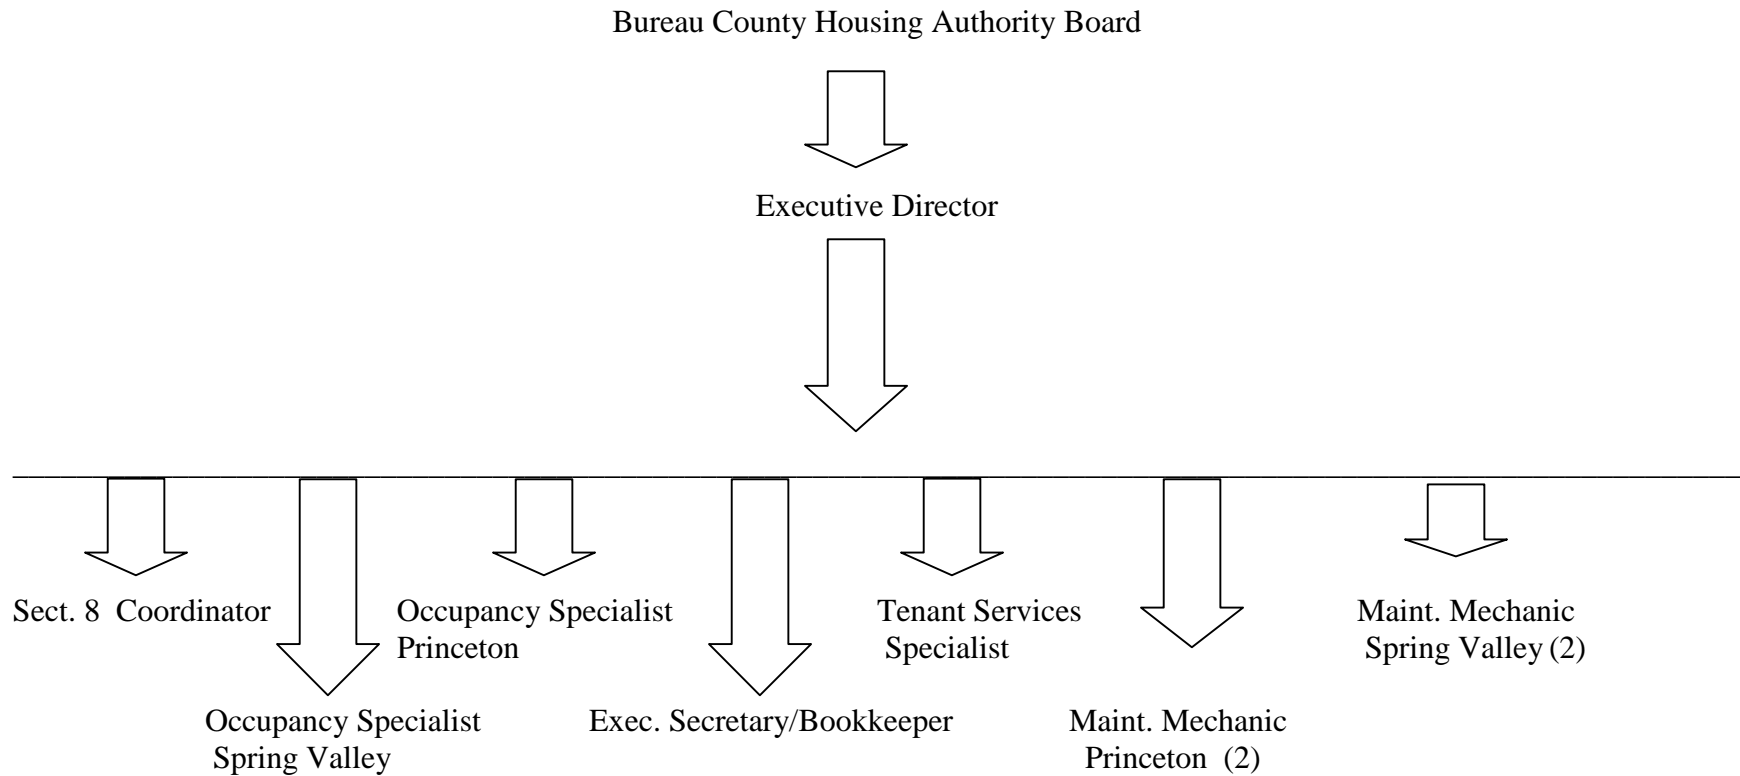 Bureau County Housing Authority Board
Executive Director
Sect. 8  Coordinator
Occupancy Specialist
Princeton
Tenant Services
Specialist
Maint. Mechanic
Spring Valley (2)
Occupancy Specialist
Spring Valley
Exec. Secretary/Bookkeeper
Maint. Mechanic
Princeton  (2)